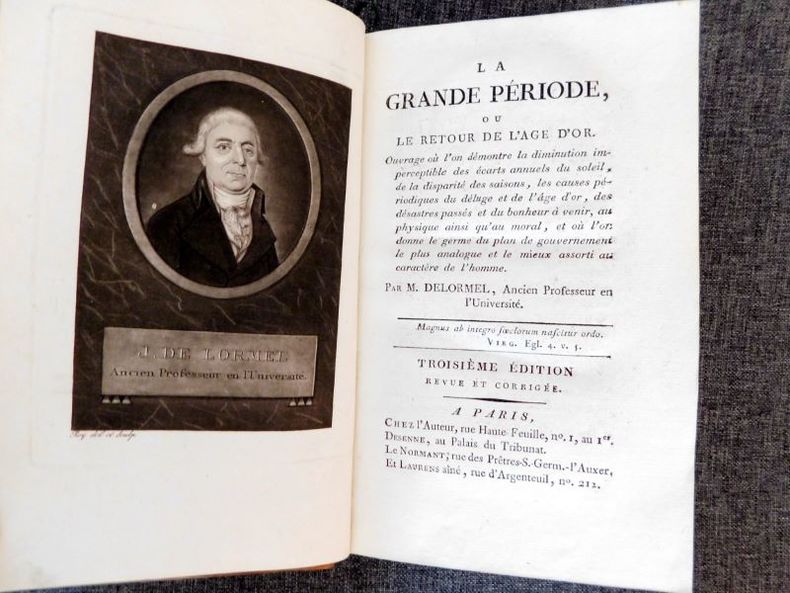 J. DE LORMEL
Ancien Professeur en l'Université.
Roy del. et sculp.
LA
GRANDE PÉRIODE,
OU
LE RETOUR DE L'AGE D'OR.
Ouvrage où l'on démontre la diminution im-
perceptible des écarts annuels du soleil,
de la disparité des saisons, les causes pé-
riodiques du déluge et de l'âge d'or, des
désastres passés et du bonheur à venir, au
physique ainsi qu'au moral, et où l'on
donne le germe du plan de gouvernement
le plus analogue et le mieux assorti au
caractère de l'homme.
PAR M. DELORMEL, Ancien Professeur en
l'Université.
Magnus ab integro sæclorum nascitur ordo.
VIRG. Egl. 4. v. 5.
TROISIÈME ÉDITION
REVUE ET CORRIGÉE.
A PARIS,
CHEZ l'Auteur, rue Haute-Feuille, nº. 1, au 1er.
DESENNE, au Palais du Tribunat.
LE NORMANT; rue des Prêtres-S.-Germ.-l'Auxer,
Et LAURENS aîné, rue d'Argenteuil, nº. 212.